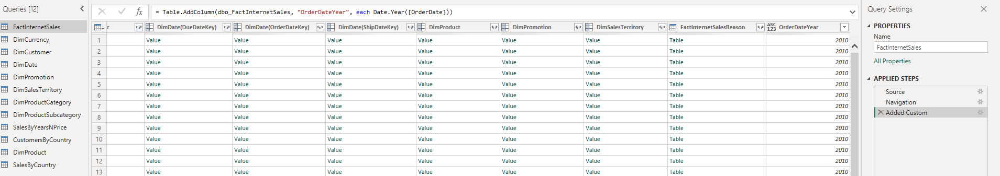 Queries [12]
FactInternetSales
DimCurrency
DimCustomer
DimDate
DimPromotion
DimSalesTerritory
DimProductCategory
DimProductSubcategory
SalesByYearsNPrice
CustomersByCountry
DimProduct
SalesByCountry
fx = Table.AddColumn(dbo_FactInternetSales, "OrderDateYear", each Date.Year([OrderDate]))
r DimDate(DueDateKey) DimDate(OrderDateKey) DimDate(ShipDateKey) DimProduct DimPromotion DimSalesTerritory FactInternetSalesReason ABC 123 OrderDateYear
1 Value Value Value Value Value Value Table 2010
2 Value Value Value Value Value Value Table 2010
3 Value Value Value Value Value Value Table 2010
4 Value Value Value Value Value Value Table 2010
5 Value Value Value Value Value Value Table 2010
6 Value Value Value Value Value Value Table 2010
7 Value Value Value Value Value Value Table 2010
8 Value Value Value Value Value Value Table 2010
9 Value Value Value Value Value Value Table 2010
10 Value Value Value Value Value Value Table 2010
11 Value Value Value Value Value Value Table 2010
12 Value Value Value Value Value Value Table 2010
13 Value Value Value Value Value Value Table 2010
Query Settings
PROPERTIES
Name
FactInternetSales
All Properties
APPLIED STEPS
Source
Navigation
Added Custom